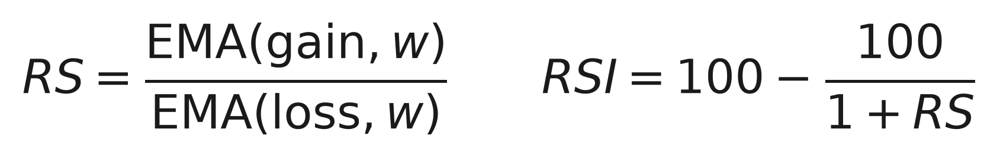 RS = EMA(gain, w) / EMA(loss, w)
RSI = 100 − 100 / (1 + RS)